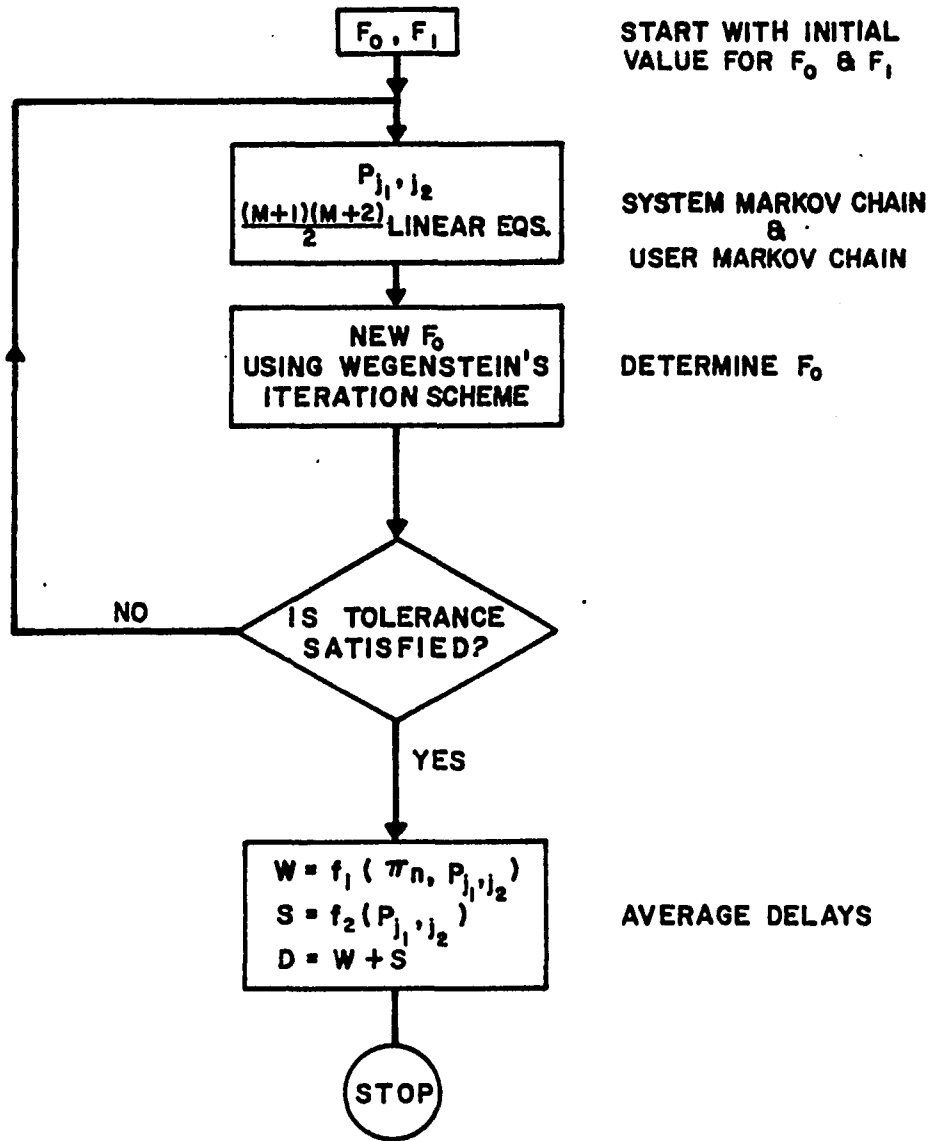 F₀, F₁
START WITH INITIAL
VALUE FOR F₀ & F₁
P_{j₁, j₂}
(M+1)(M+2)/2 LINEAR EQS.
SYSTEM MARKOV CHAIN
&
USER MARKOV CHAIN
NEW F₀
USING WEGENSTEIN'S
ITERATION SCHEME
DETERMINE F₀
NO
IS TOLERANCE
SATISFIED?
YES
W = f₁ ( πn, P_{j₁, j₂} )
S = f₂ ( P_{j₁, j₂} )
D = W + S
AVERAGE DELAYS
STOP